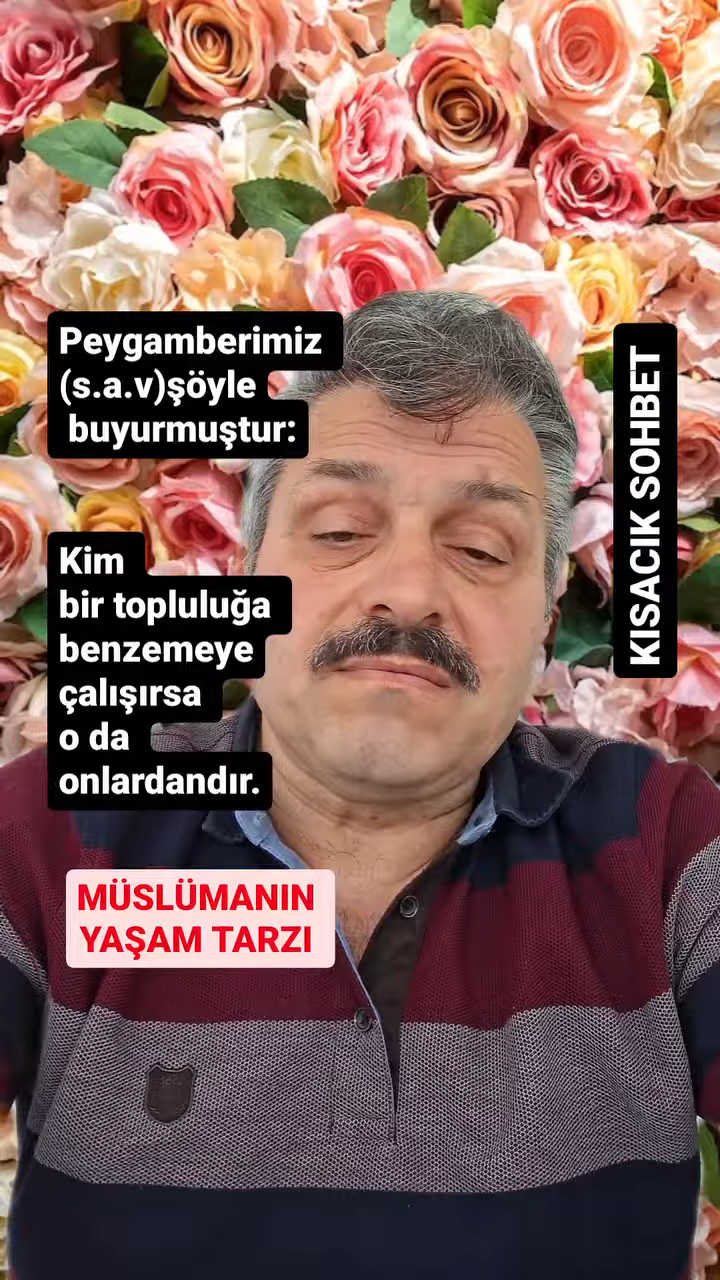 Peygamberimiz
(s.a.v)şöyle
buyurmuştur:
Kim
bir topluluğa
benzemeye
çalışırsa
o da
onlardandır.
MÜSLÜMANIN
YAŞAM TARZI
KISACIK SOHBET